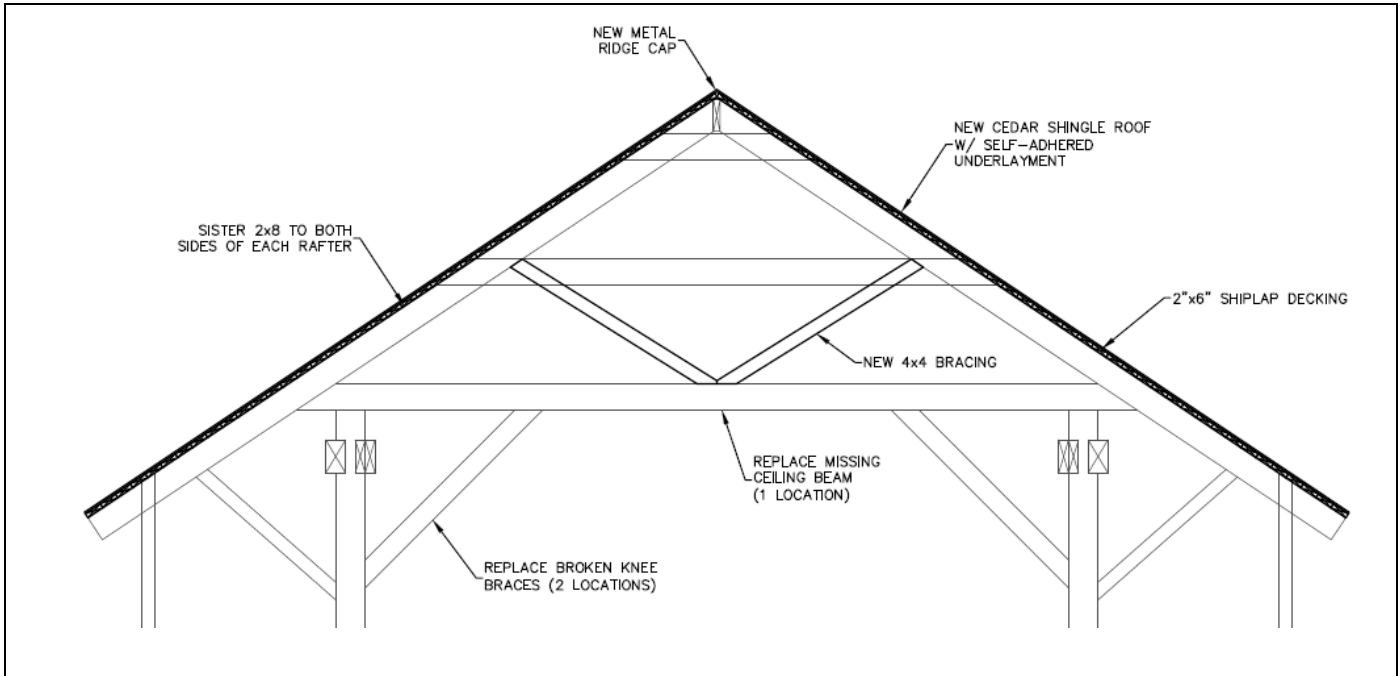 NEW METAL
RIDGE CAP
NEW CEDAR SHINGLE ROOF
W/ SELF-ADHERED
UNDERLAYMENT
SISTER 2x8 TO BOTH
SIDES OF EACH RAFTER
2"x6" SHIPLAP DECKING
NEW 4x4 BRACING
REPLACE MISSING
CEILING BEAM
(1 LOCATION)
REPLACE BROKEN KNEE
BRACES (2 LOCATIONS)